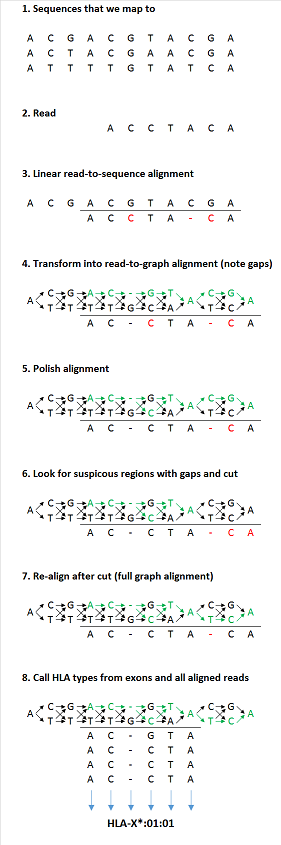 1. Sequences that we map to
A C G A C G T A C G A
A C T A C G A A C G A
A T T T T G T A T C A
2. Read
A C C T A C A
3. Linear read-to-sequence alignment
A C G A C G T A C G A
A C C T A - C A
4. Transform into read-to-graph alignment (note gaps)
C G A C - G T C G
A A A
T T T T G C A T C
A C - C T A - C A
5. Polish alignment
C G A C - G T C G
A A A
T T T T G C A T C
A C - C T A - C A
6. Look for suspicous regions with gaps and cut
C G A C - G T C G
A A A
T T T T G C A T C
A C - C T A - C A
7. Re-align after cut (full graph alignment)
C G A C - G T C G
A A A
T T T T G C A T C
A C - C T A - C A
8. Call HLA types from exons and all aligned reads
C G A C - G T C G
A A A
T T T T G C A T C
A C - G T A
A C - C T A
A C - C T A
A C - C T A
HLA-X*:01:01